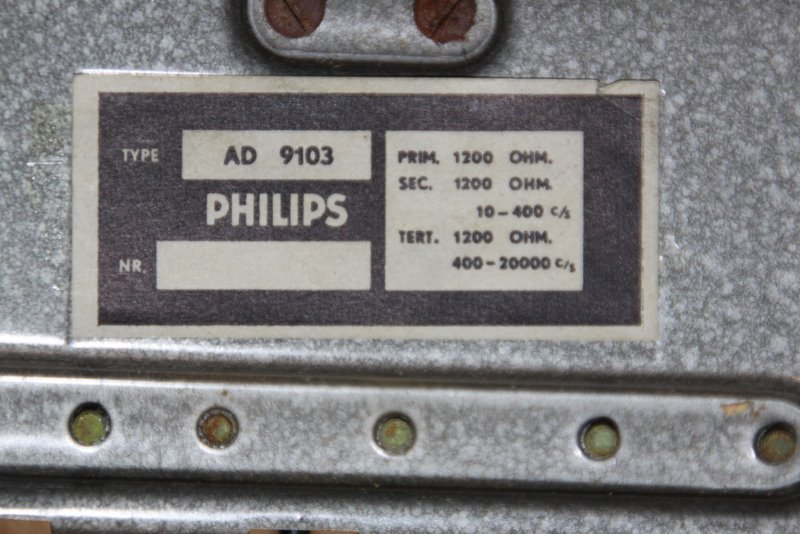 TYPE AD 9103
PHILIPS
NR.
PRIM. 1200 OHM.
SEC. 1200 OHM.
10-400 c/s
TERT. 1200 OHM.
400-20000 c/s